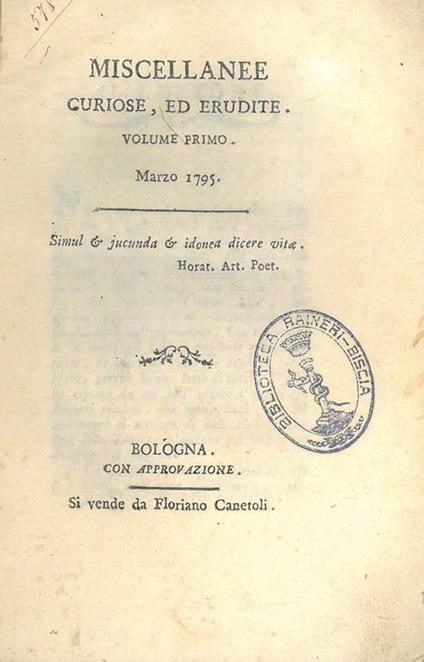 578
MISCELLANEE
CURIOSE, ED ERUDITE.
VOLUME PRIMO.
Marzo 1795.
Simul & jucunda & idonea dicere vitæ.
Horat. Art. Poet.
BIBLIOTECA RAINERI-BISCIA
BOLOGNA.
CON APPROVAZIONE.
Si vende da Floriano Canetoli.